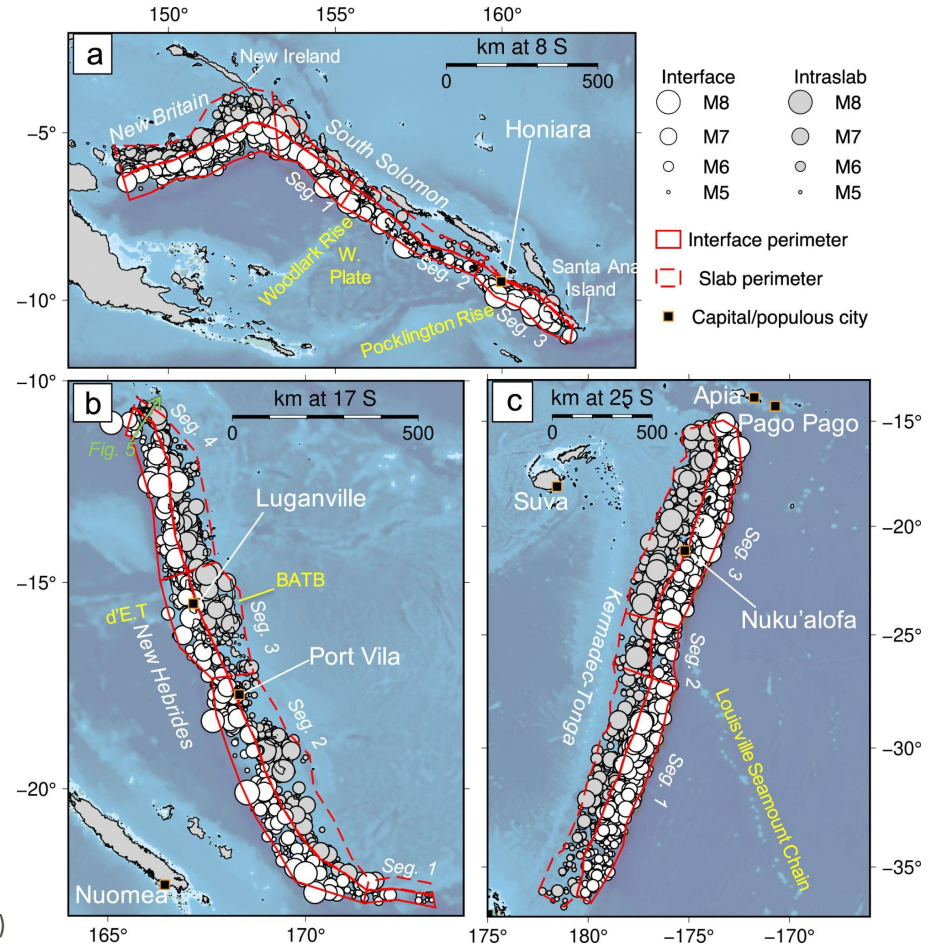 150°
155°
160°
a
New Ireland
km at 8 S
0
500
New Britain
−5°
Honiara
South Solomon
Seg. 1
Woodlark Rise
W.
Plate
Seg. 2
Santa Ana
Island
−10°
Pocklington Rise
Seg. 3
Interface
Intraslab
M8
M8
M7
M7
M6
M6
M5
M5
Interface perimeter
Slab perimeter
Capital/populous city
−10°
b
km at 17 S
0
500
Seg. 4
Fig. 5
Luganville
−15°
BATB
d'E.T
Seg. 3
New Hebrides
Port Vila
Seg. 2
−20°
Seg. 1
Nuomea
165°
170°
c
km at 25 S
0
500
Apia
Pago Pago
−15°
Suva
−20°
Seg. 3
Nuku’alofa
Kermadec-Tonga
−25°
Seg. 2
Louisville Seamount Chain
−30°
Seg. 1
−35°
175°
180°
−175°
−170°
)